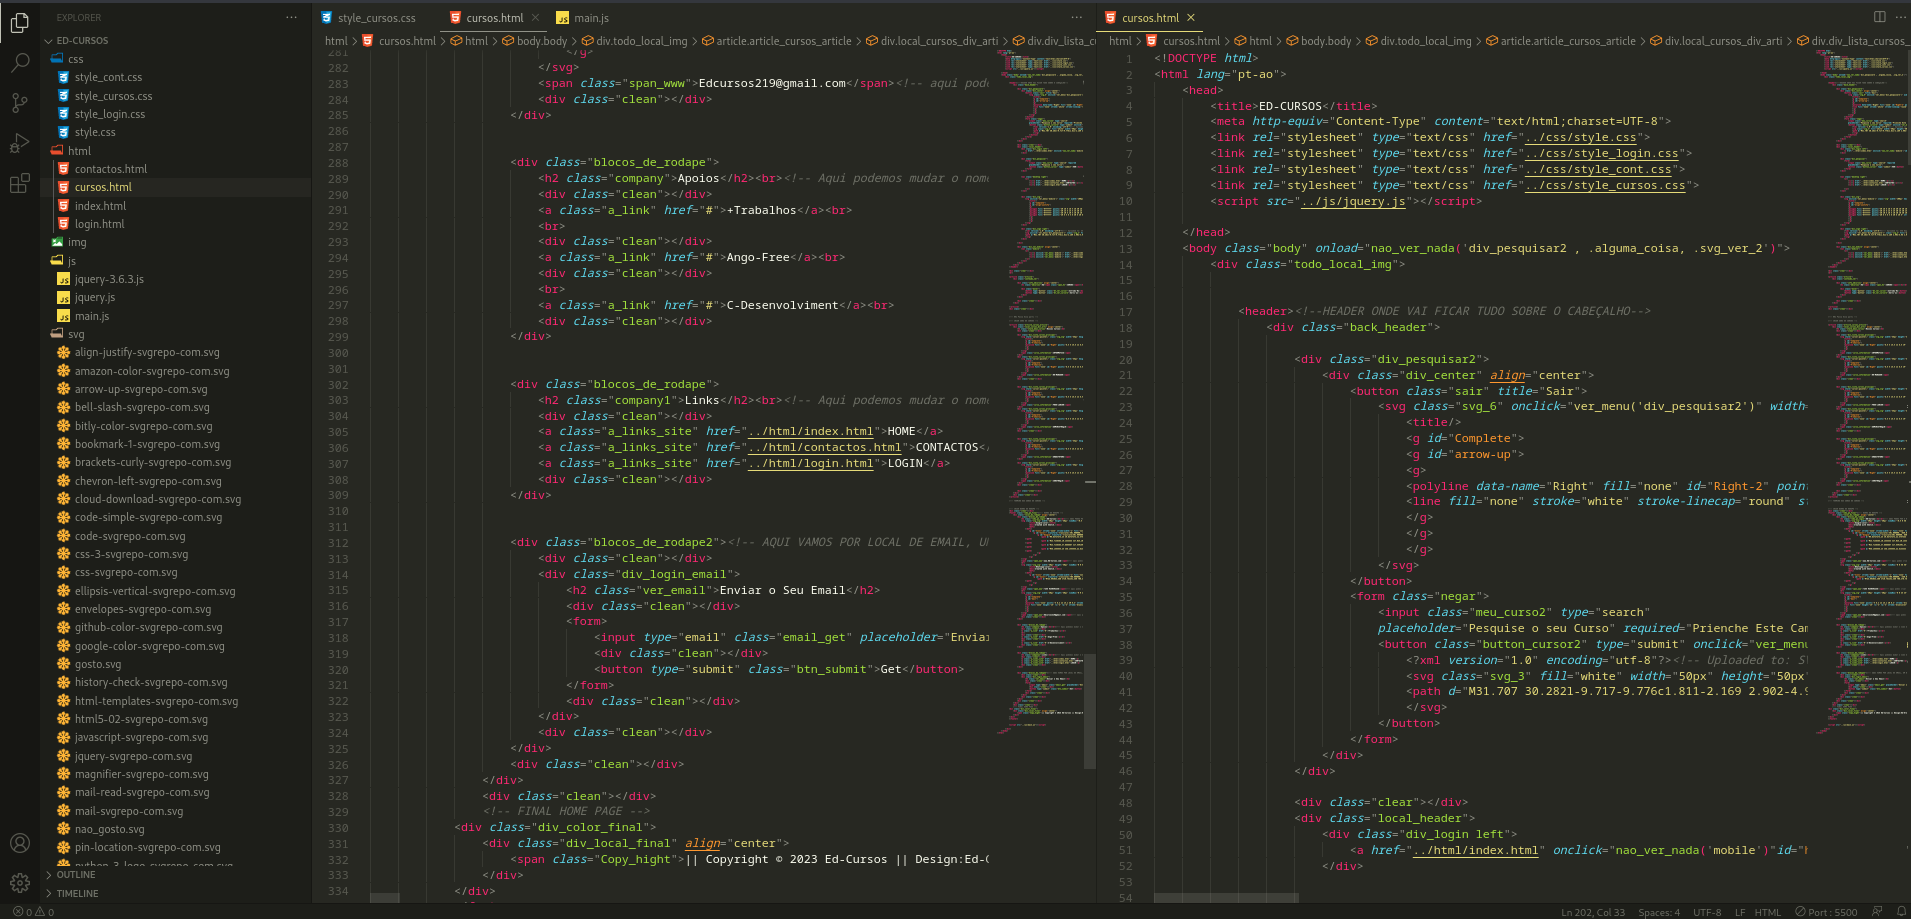 EXPLORER
ED-CURSOS
css
style_cont.css
style_cursos.css
style_login.css
style.css
html
contactos.html
cursos.html
index.html
login.html
img
js
jquery-3.6.3.js
jquery.js
main.js
svg
align-justify-svgrepo-com.svg
amazon-color-svgrepo-com.svg
arrow-up-svgrepo-com.svg
bell-slash-svgrepo-com.svg
bitly-color-svgrepo-com.svg
bookmark-1-svgrepo-com.svg
brackets-curly-svgrepo-com.svg
chevron-left-svgrepo-com.svg
cloud-download-svgrepo-com.svg
code-simple-svgrepo-com.svg
code-svgrepo-com.svg
css-3-svgrepo-com.svg
css-svgrepo-com.svg
ellipsis-vertical-svgrepo-com.svg
envelopes-svgrepo-com.svg
github-color-svgrepo-com.svg
google-color-svgrepo-com.svg
gosto.svg
history-check-svgrepo-com.svg
html-templates-svgrepo-com.svg
html5-02-svgrepo-com.svg
javascript-svgrepo-com.svg
jquery-svgrepo-com.svg
magnifier-svgrepo-com.svg
mail-read-svgrepo-com.svg
mail-svgrepo-com.svg
nao_gosto.svg
pin-location-svgrepo-com.svg
python-3-logo-svgrepo-com.svg
OUTLINE
TIMELINE
style_cursos.css
cursos.html
main.js
html > cursos.html > html > body.body > div.todo_local_img > article.article_cursos_article > div.local_cursos_div_arti > div.div_lista_c
281 </g>
282 </svg>
283 <span class="span_www">Edcursos219@gmail.com</span><!-- aqui pod
284 <div class="clean"></div>
285 </div>
286
287
288 <div class="blocos_de_rodape">
289 <h2 class="company">Apoios</h2><br><!-- Aqui podemos mudar o nom
290 <div class="clean"></div>
291 <a class="a_link" href="#">+Trabalhos</a><br>
292 <br>
293 <div class="clean"></div>
294 <a class="a_link" href="#">Ango-Free</a><br>
295 <div class="clean"></div>
296 <br>
297 <a class="a_link" href="#">C-Desenvolviment</a><br>
298 <div class="clean"></div>
299 </div>
300
301
302 <div class="blocos_de_rodape">
303 <h2 class="company1">Links</h2><br><!-- Aqui podemos mudar o nom
304 <div class="clean"></div>
305 <a class="a_links_site" href="../html/index.html">HOME</a>
306 <a class="a_links_site" href="../html/contactos.html">CONTACTOS<
307 <a class="a_links_site" href="../html/login.html">LOGIN</a>
308 <div class="clean"></div>
309 </div>
310
311
312 <div class="blocos_de_rodape2"><!-- AQUI VAMOS POR LOCAL DE EMAIL, U
313 <div class="clean"></div>
314 <div class="div_login_email">
315 <h2 class="ver_email">Enviar o Seu Email</h2>
316 <div class="clean"></div>
317 <form>
318 <input type="email" class="email_get" placeholder="Envia
319 <div class="clean"></div>
320 <button type="submit" class="btn_submit">Get</button>
321 </form>
322 <div class="clean"></div>
323 </div>
324 <div class="clean"></div>
325 </div>
326 <div class="clean"></div>
327 </div>
328 <div class="clean"></div>
329 <!-- FINAL HOME PAGE -->
330 <div class="div_color_final">
331 <div class="div_local_final" align="center">
332 <span class="Copy_hight">|| Copyright © 2023 Ed-Cursos || Design:Ed-
333 </div>
334 </div>
cursos.html
html > cursos.html > html > body.body > div.todo_local_img > article.article_cursos_article > div.local_cursos_div_arti > div.div_lista_cursos_
1 <!DOCTYPE html>
2 <html lang="pt-ao">
3 <head>
4 <title>ED-CURSOS</title>
5 <meta http-equiv="Content-Type" content="text/html;charset=UTF-8">
6 <link rel="stylesheet" type="text/css" href="../css/style.css">
7 <link rel="stylesheet" type="text/css" href="../css/style_login.css">
8 <link rel="stylesheet" type="text/css" href="../css/style_cont.css">
9 <link rel="stylesheet" type="text/css" href="../css/style_cursos.css">
10 <script src="../js/jquery.js"></script>
11
12 </head>
13 <body class="body" onload="nao_ver_nada('div_pesquisar2 , .alguma_coisa, .svg_ver_2')">
14 <div class="todo_local_img">
15
16
17 <header><!--HEADER ONDE VAI FICAR TUDO SOBRE O CABEÇALHO-->
18 <div class="back_header">
19
20 <div class="div_pesquisar2">
21 <div class="div_center" align="center">
22 <button class="sair" title="Sair">
23 <svg class="svg_6" onclick="ver_menu('div_pesquisar2')" width=
24 <title/>
25 <g id="Complete">
26 <g id="arrow-up">
27 <g>
28 <polyline data-name="Right" fill="none" id="Right-2" poin
29 <line fill="none" stroke="white" stroke-linecap="round" s
30 </g>
31 </g>
32 </g>
33 </svg>
34 </button>
35 <form class="negar">
36 <input class="meu_curso2" type="search"
37 placeholder="Pesquise o seu Curso" required="Prienche Este Cam
38 <button class="button_cursor2" type="submit" onclick="ver_menu
39 <?xml version="1.0" encoding="utf-8"?><!-- Uploaded to: S
40 <svg class="svg_3" fill="white" width="50px" height="50px"
41 <path d="M31.707 30.282l-9.717-9.776c1.811-2.169 2.902-4.9
42 </svg>
43 </button>
44 </form>
45 </div>
46 </div>
47
48 <div class="clear"></div>
49 <div class="local_header">
50 <div class="div_login left">
51 <a href="../html/index.html" onclick="nao_ver_nada('mobile')"id="
52 </div>
53
54
0 0
Ln 202, Col 33 Spaces: 4 UTF-8 LF HTML Port : 5500